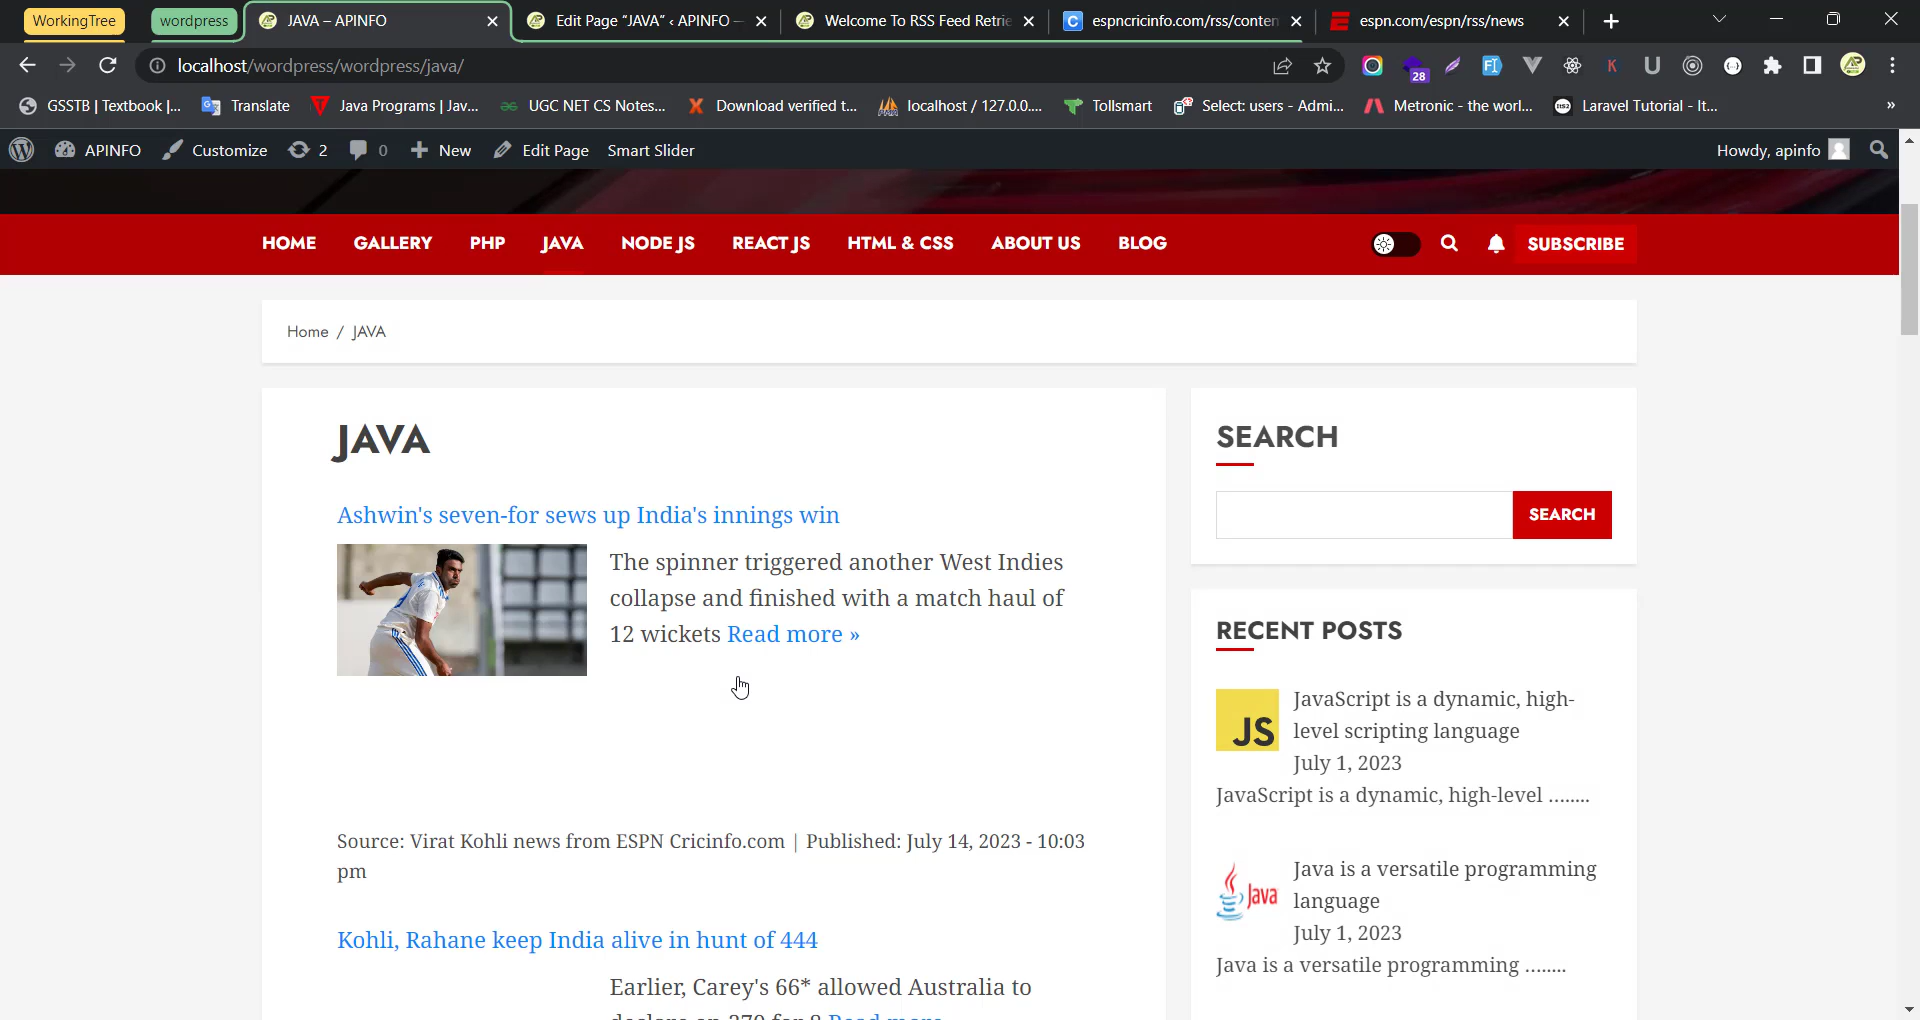 WorkingTree
wordpress
JAVA – APINFO
Edit Page “JAVA” ‹ APINFO —
Welcome To RSS Feed Retrie
espncricinfo.com/rss/conten
espn.com/espn/rss/news
localhost/wordpress/wordpress/java/
28
GSSTB | Textbook |...
Translate
Java Programs | Jav...
UGC NET CS Notes...
Download verified t...
localhost / 127.0.0....
Tollsmart
Select: users - Admi...
Metronic - the worl...
Laravel Tutorial - It...
»
APINFO
Customize
2
0
New
Edit Page
Smart Slider
Howdy, apinfo
HOME
GALLERY
PHP
JAVA
NODE JS
REACT JS
HTML & CSS
ABOUT US
BLOG
SUBSCRIBE
Home / JAVA
JAVA
Ashwin's seven-for sews up India's innings win
The spinner triggered another West Indies
collapse and finished with a match haul of
12 wickets Read more »
Source: Virat Kohli news from ESPN Cricinfo.com | Published: July 14, 2023 - 10:03
pm
Kohli, Rahane keep India alive in hunt of 444
Earlier, Carey's 66* allowed Australia to
declare on 270 for 8 Read more
SEARCH
SEARCH
RECENT POSTS
JS
JavaScript is a dynamic, high-
level scripting language
July 1, 2023
JavaScript is a dynamic, high-level ........
Java
Java is a versatile programming
language
July 1, 2023
Java is a versatile programming ........